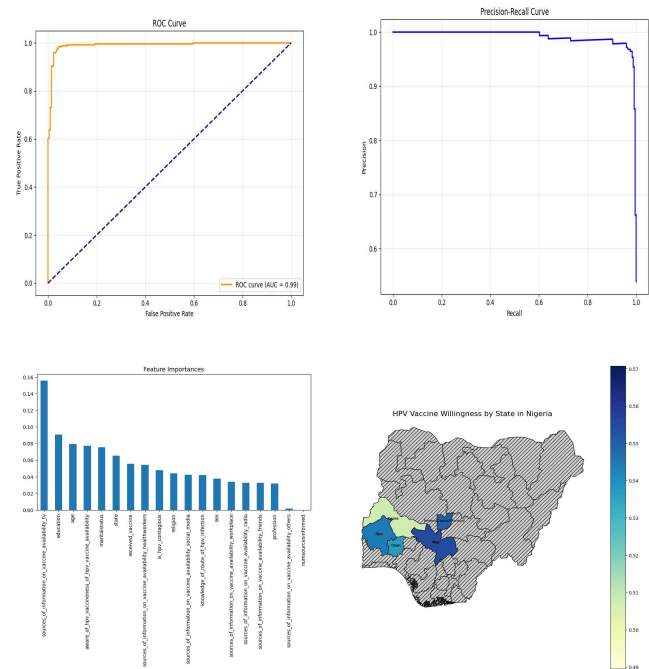 ROC Curve
1.0
0.8
0.6
0.4
0.2
0.0
True Positive Rate
ROC curve (AUC = 0.99)
0.0 0.2 0.4 0.6 0.8 1.0
False Positive Rate
Precision-Recall Curve
1.0
0.9
0.8
0.7
0.6
Precision
0.0 0.2 0.4 0.6 0.8 1.0
Recall
Feature Importances
0.16
0.14
0.12
0.10
0.08
0.06
0.04
0.02
0.00
sources_of_information_on_vaccine_availability_tv
education
age
aware_of_hpv_vaccineness_of_hpv_vaccine_availability
maritalstatus
state
received_vaccine
sources_of_information_on_vaccine_availability_healthworkers
is_hpv_contagious
religion
sources_of_information_on_vaccine_availability_social_media
knowledge_of_route_of_hpv_infection
sex
sources_of_information_on_vaccine_availability_workplace
sources_of_information_on_vaccine_availability_radio
sources_of_information_on_vaccine_availability_friends
profession
sources_of_information_on_vaccine_availability_others
numsourcesinformed
HPV Vaccine Willingness by State in Nigeria
0.57
0.56
0.55
0.54
0.53
0.52
0.51
0.50
0.49